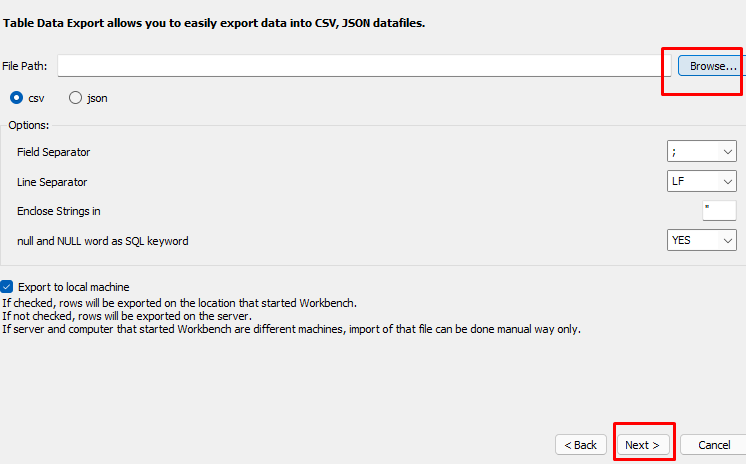 Table Data Export allows you to easily export data into CSV, JSON datafiles.
File Path: Browse...
csv json
Options:
Field Separator ;
Line Separator LF
Enclose Strings in "
null and NULL word as SQL keyword YES
Export to local machine
If checked, rows will be exported on the location that started Workbench.
If not checked, rows will be exported on the server.
If server and computer that started Workbench are different machines, import of that file can be done manual way only.
< Back Next > Cancel